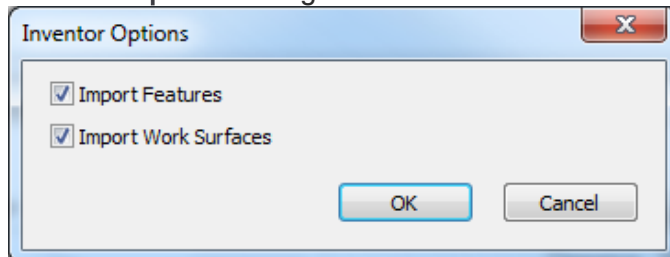 Inventor Options
Import Features
Import Work Surfaces
OK
Cancel